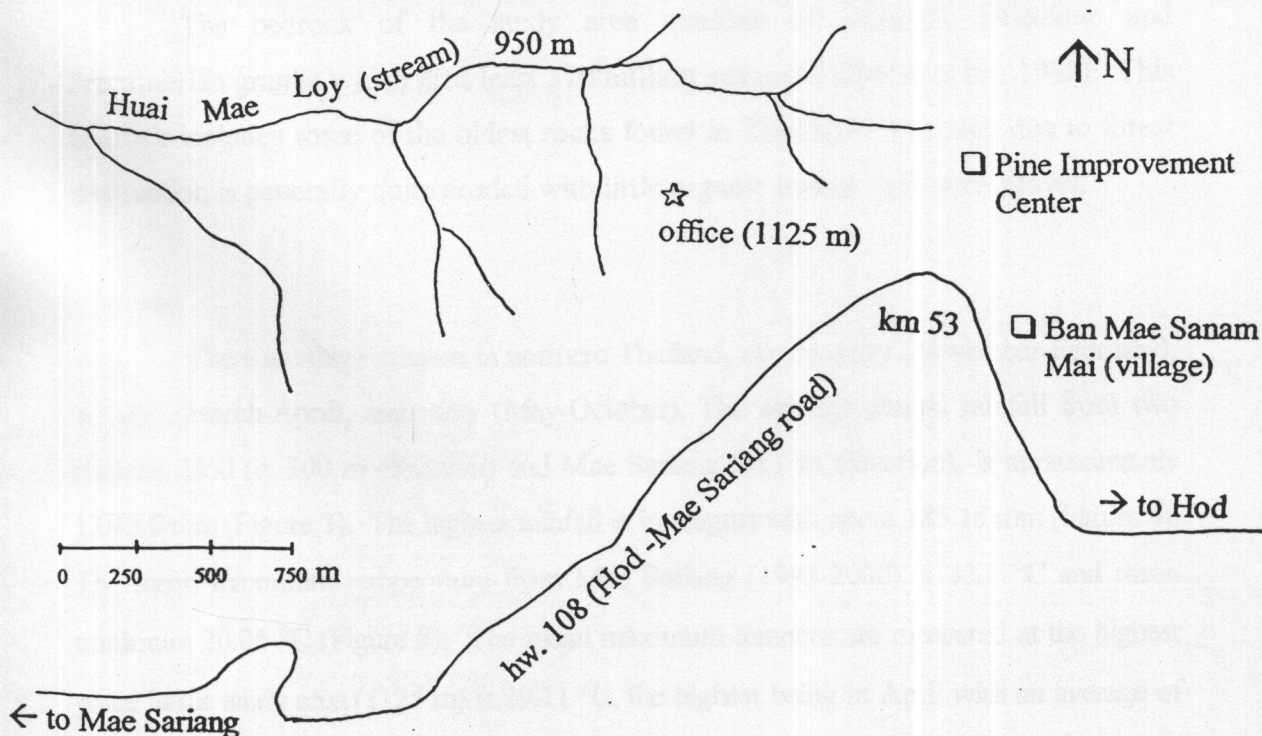 950 m
Huai Mae Loy (stream)
N
Pine Improvement
Center
office (1125 m)
km 53
Ban Mae Sanam
Mai (village)
→ to Hod
0 250 500 750 m
hw. 108 (Hod -Mae Sariang road)
← to Mae Sariang